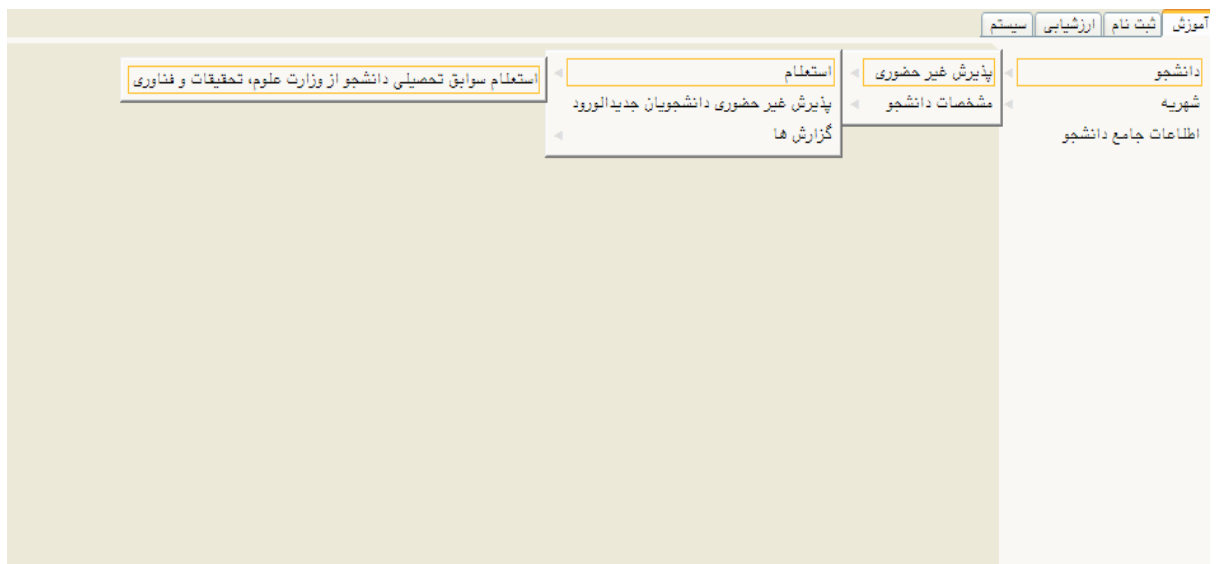 آموزش ثبت نام ارزشیابی سیستم
دانشجو
شهریه
اطلاعات جامع دانشجو
پذیرش غیر حضوری
مشخصات دانشجو
استعلام
پذیرش غیر حضوری دانشجویان جدیدالورود
گزارش ها
استعلام سوابق تحصیلی دانشجو از وزارت علوم، تحقیقات و فناوری